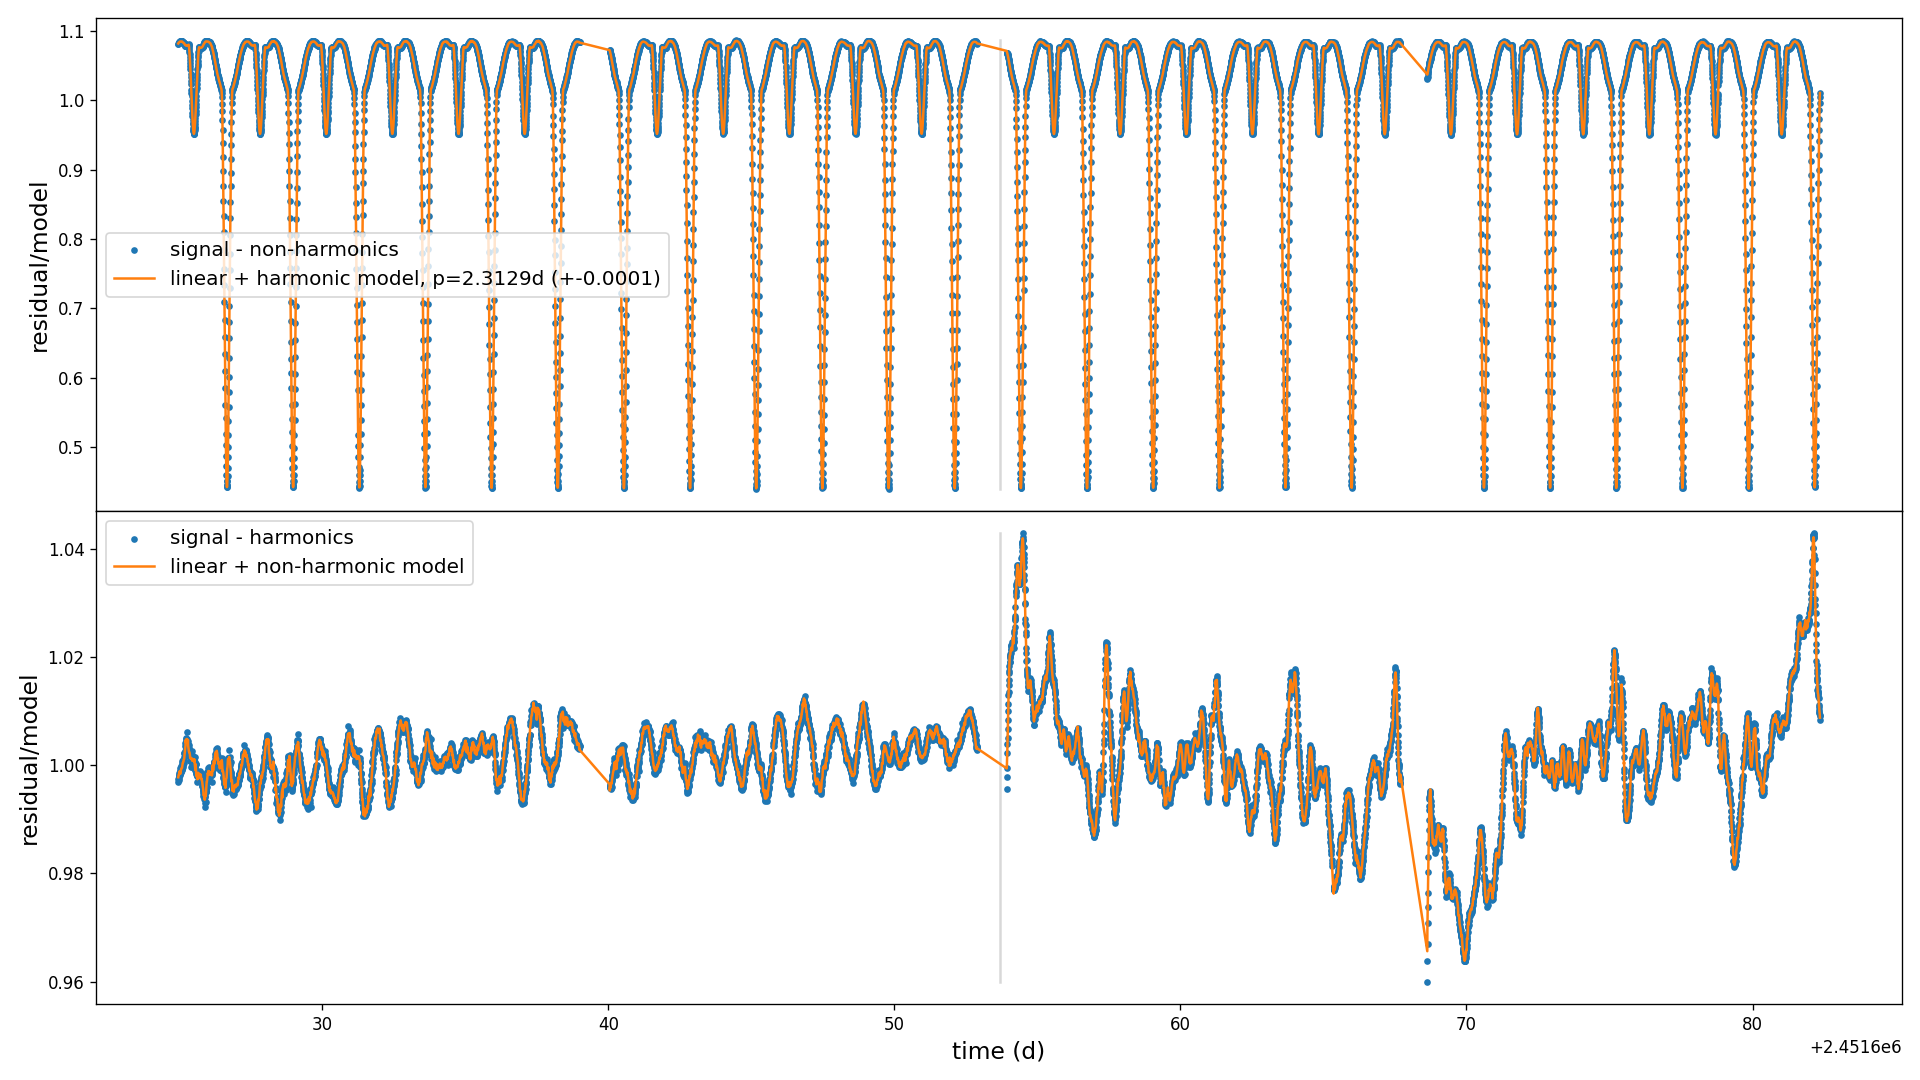 1.1
1.0
0.9
0.8
0.7
0.6
0.5
residual/model
signal - non-harmonics
linear + harmonic model, p=2.3129d (+-0.0001)
1.04
1.02
1.00
0.98
0.96
residual/model
signal - harmonics
linear + non-harmonic model
30
40
50
60
70
80
time (d)
+2.4516e6